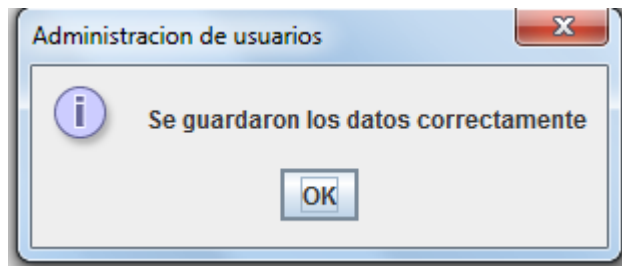 Administracion de usuarios
Se guardaron los datos correctamente
OK